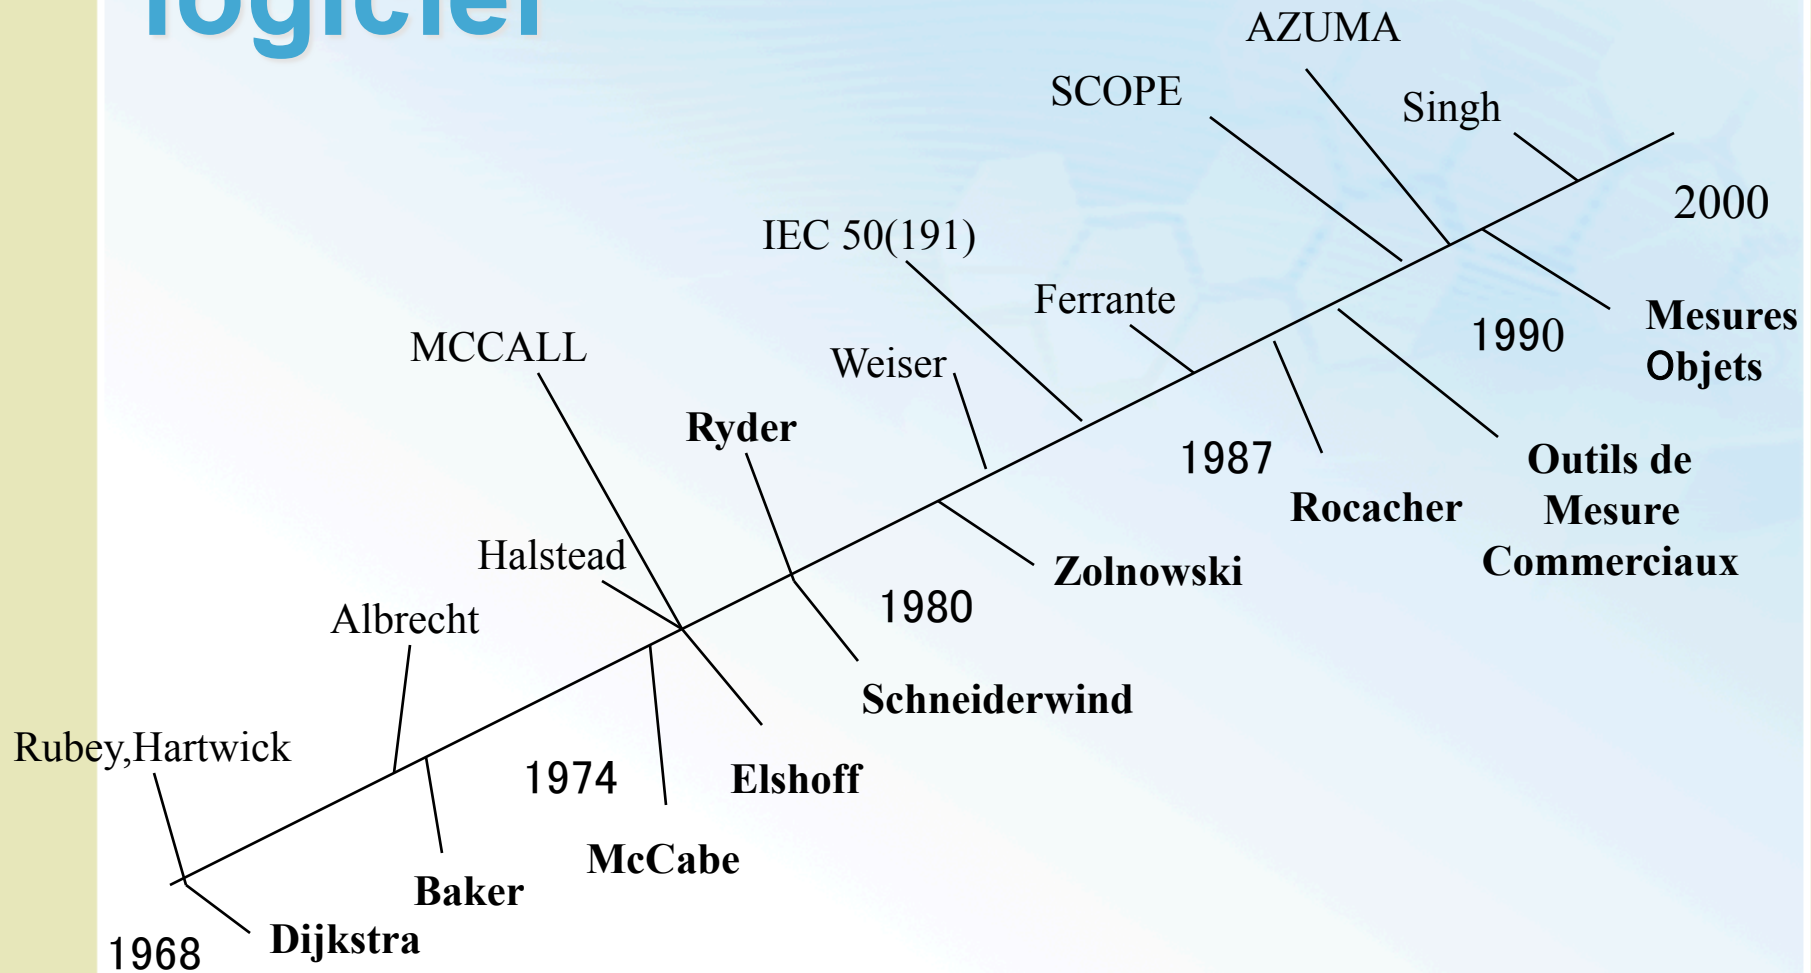 logiciel
AZUMA
SCOPE
Singh
2000
IEC 50(191)
Ferrante
Mesures
Objets
1990
MCCALL
Weiser
Ryder
1987
Outils de
Mesure
Commerciaux
Rocacher
Halstead
Zolnowski
1980
Albrecht
Schneiderwind
Rubey,Hartwick
1974
Elshoff
McCabe
Baker
Dijkstra
1968